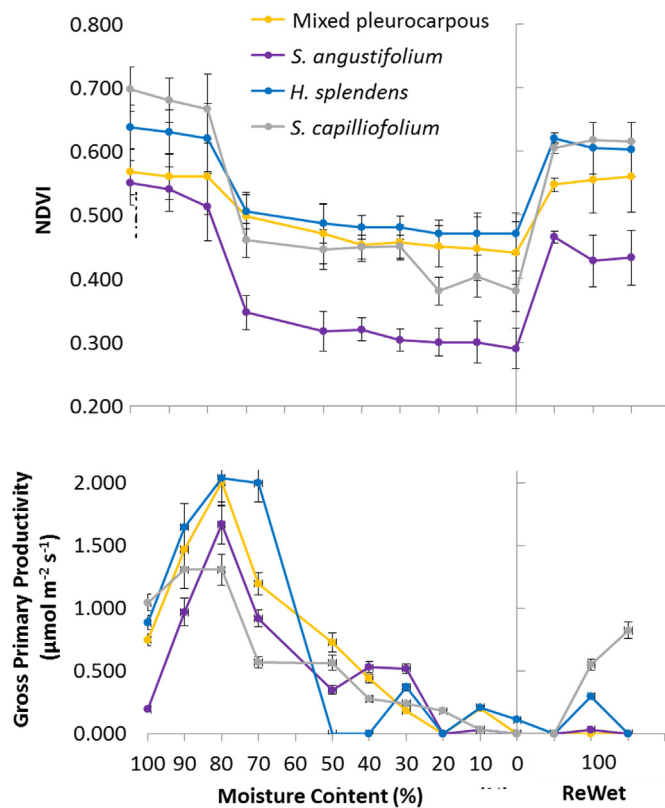 0.800
0.700
0.600
0.500
0.400
0.300
0.200
NDVI
Mixed pleurocarpous
S. angustifolium
H. splendens
S. capilliofolium
2.000
1.500
1.000
0.500
0.000
Gross Primary Productivity
(µmol m⁻² s⁻¹)
100 90 80 70 50 40 30 20 10 0 100
Moisture Content (%) ReWet